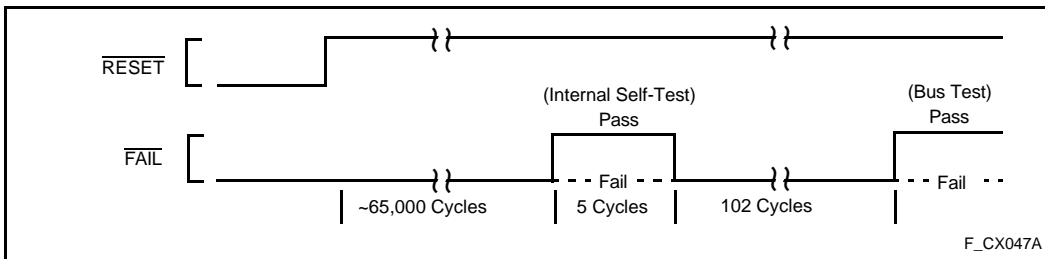 RESET
(Internal Self-Test)
Pass
(Bus Test)
Pass
FAIL
Fail
Fail
~65,000 Cycles
5 Cycles
102 Cycles
F_CX047A